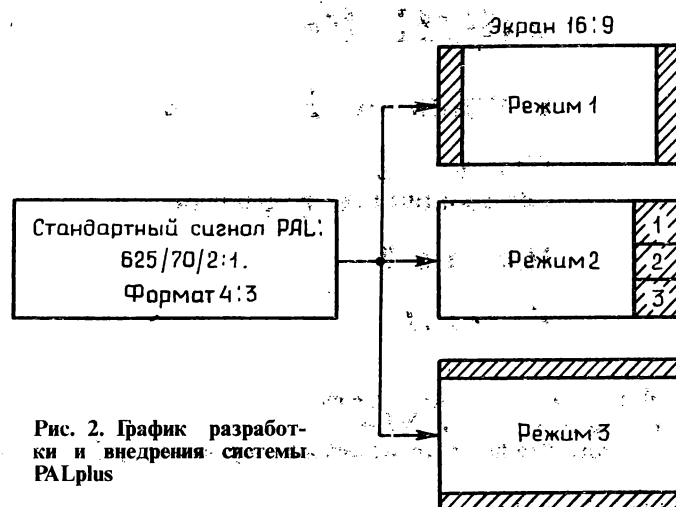 Экран 16:9
Режим 1
Стандартный сигнал PAL:
625/70/2:1.
Формат 4:3
Режим 2
1
2
3
Режим 3
Рис. 2. График разработ-
ки и внедрения системы
PALplus